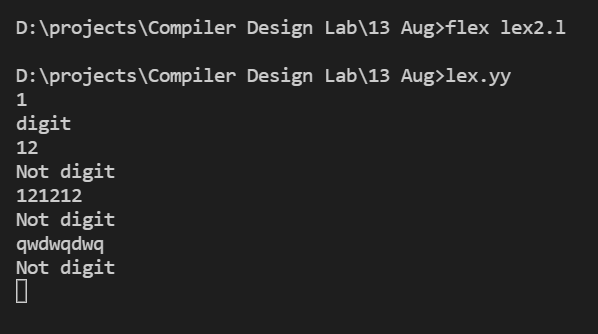 D:\projects\Compiler Design Lab\13 Aug>flex lex2.l
D:\projects\Compiler Design Lab\13 Aug>lex.yy
1
digit
12
Not digit
121212
Not digit
qwdwqdwq
Not digit